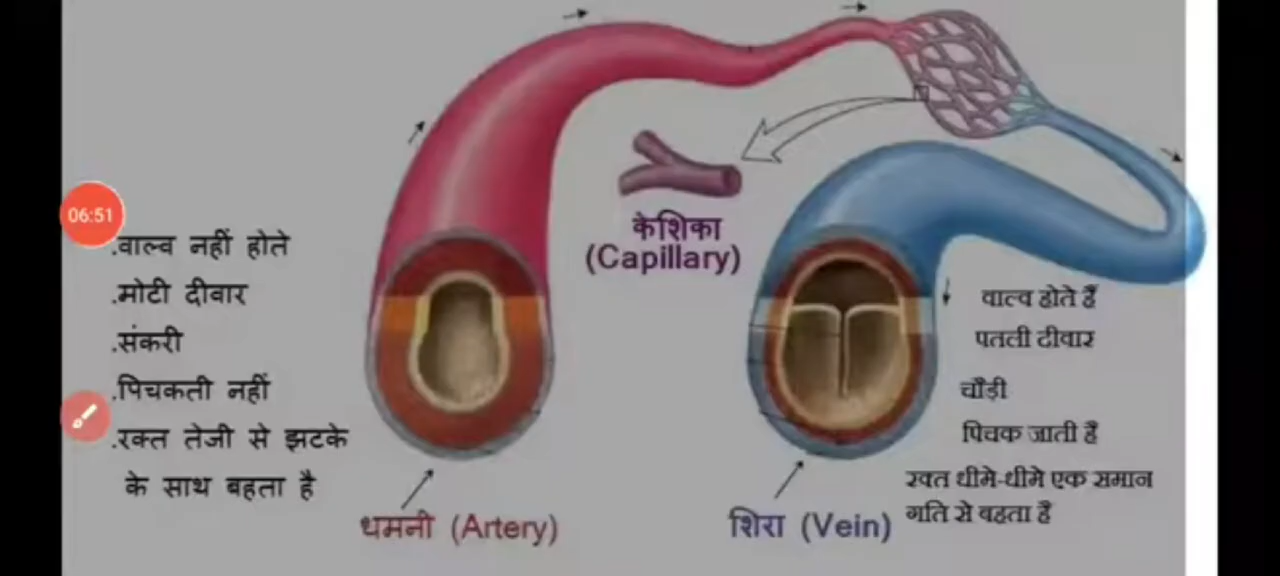 06:51
.वाल्व नहीं होते
.मोटी दीवार
.संकरी
.पिचकती नहीं
.रक्त तेजी से झटके
के साथ बहता है
केशिका
(Capillary)
धमनी (Artery)
शिरा (Vein)
वाल्व होते हैं
पतली दीवार
चौड़ी
पिचक जाती हैं
रक्त धीमे-धीमे एक समान
गति से बहता है